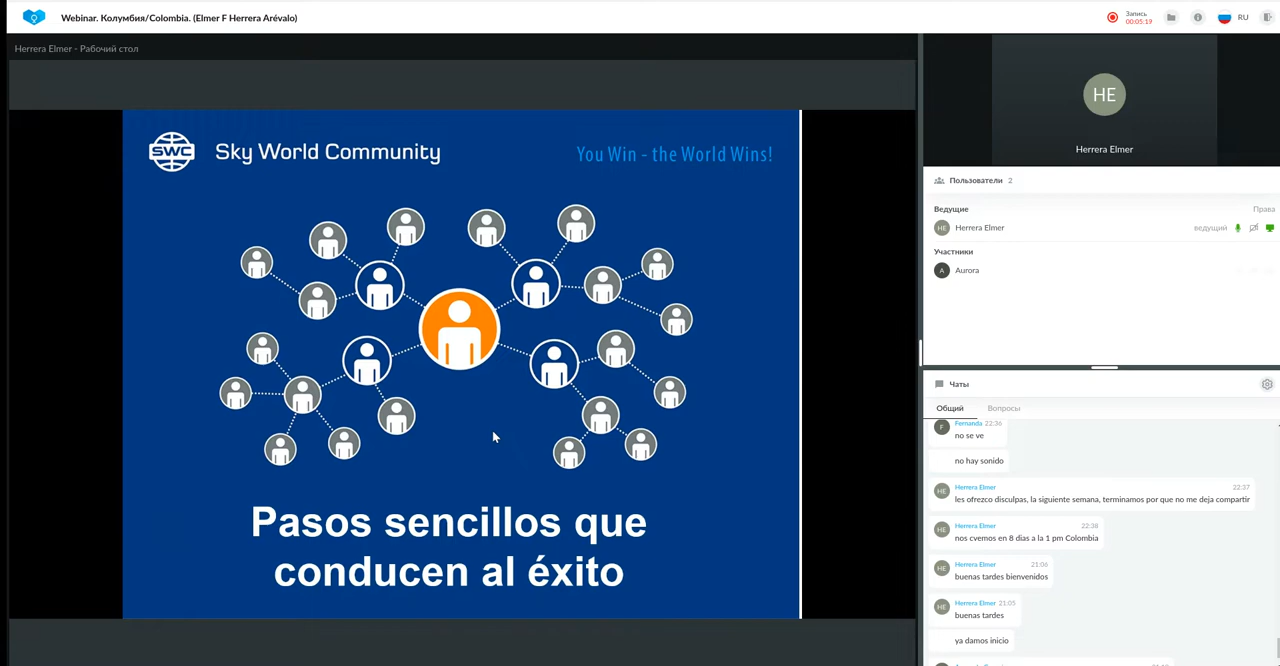 Webinar. Колумбия/Colombia. (Elmer F Herrera Arévalo)
Запись
00:05:19
RU
Herrera Elmer - Рабочий стол
SWC
Sky World Community
You Win - the World Wins!
Pasos sencillos que
conducen al éxito
HE
Herrera Elmer
Пользователи 2
Ведущие
Права
HE Herrera Elmer ведущий
Участники
A Aurora
Чаты
Общий Вопросы
F Fernanda 22:36
no se ve
no hay sonido
HE Herrera Elmer 22:37
les ofrezco disculpas, la siguiente semana, terminamos por que no me deja compartir
HE Herrera Elmer 22:38
nos cvemos en 8 dias a la 1 pm Colombia
HE Herrera Elmer 21:06
buenas tardes bienvenidos
HE Herrera Elmer 21:05
buenas tardes
ya damos inicio